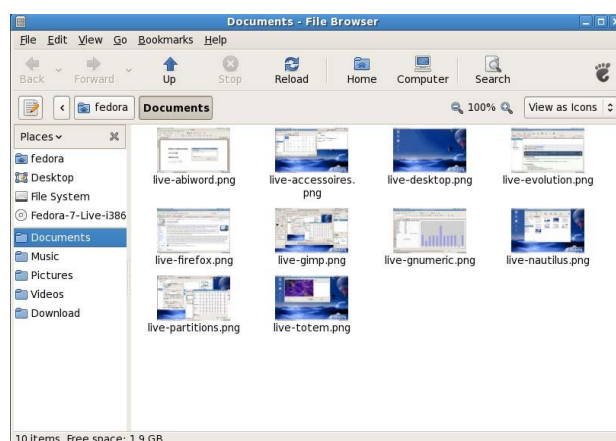 Documents - File Browser
File Edit View Go Bookmarks Help
Back Forward Up Stop Reload Home Computer Search
fedora Documents 100% View as Icons
Places
fedora
Desktop
File System
Fedora-7-Live-i386
Documents
Music
Pictures
Videos
Download
live-abiword.png live-accessoires.png live-desktop.png live-evolution.png
live-firefox.png live-gimp.png live-gnumeric.png live-nautilus.png
live-partitions.png live-totem.png
10 items, Free space: 1.9 GB